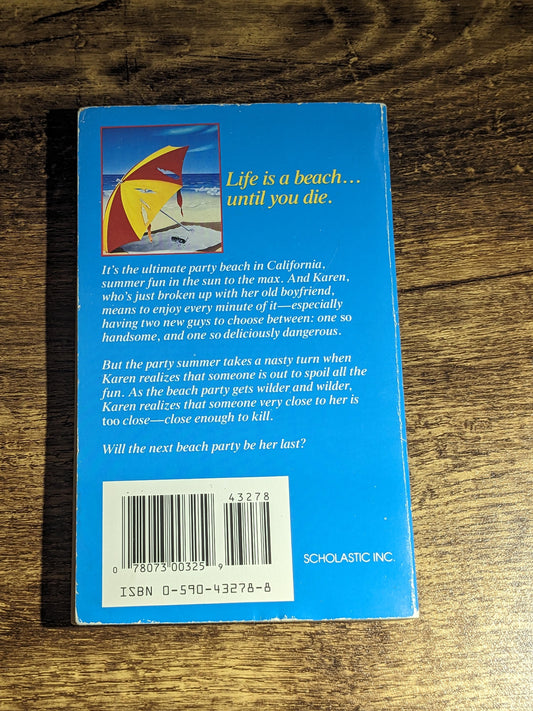 Life is a beach...
until you die.
It's the ultimate party beach in California,
summer fun in the sun to the max. And Karen,
who's just broken up with her old boyfriend,
means to enjoy every minute of it—especially
having two new guys to choose between: one so
handsome, and one so deliciously dangerous.
But the party summer takes a nasty turn when
Karen realizes that someone is out to spoil all the
fun. As the beach party gets wilder and wilder,
Karen realizes that someone very close to her is
too close—close enough to kill.
Will the next beach party be her last?
43278
0 78073 00325 9
ISBN 0-590-43278-8
SCHOLASTIC INC.